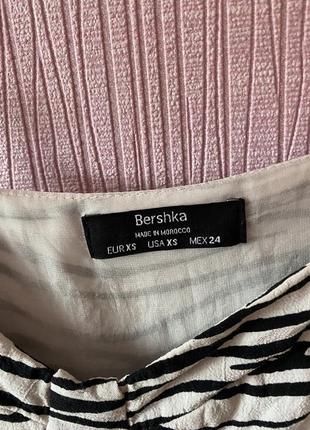 Bershka
MADE IN MOROCCO
EUR XS USA XS MEX 24